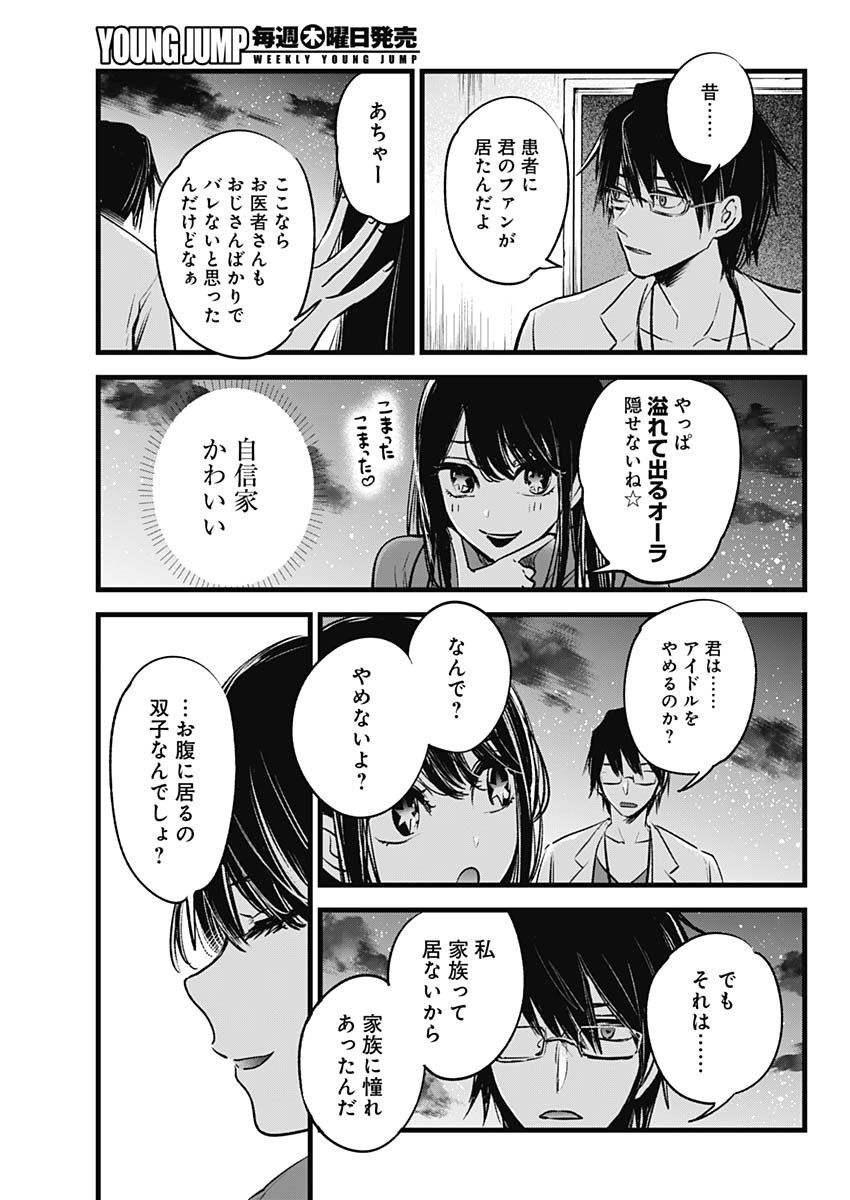 YOUNG JUMP 毎週木曜日発売
WEEKLY YOUNG JUMP
昔
……
患者に
君のファンが
居たんだよ
あちゃー
ここなら
お医者さんも
おじさんばかりで
バレないと思った
んだけどなぁ
やっぱ
溢れて出るオーラ
隠せないね☆
こまった
こまった♡
自信家
かわいい
君は……
アイドルを
やめるのか?
なんで?
やめないよ?
でも
それは……
私
家族って
居ないから
家族に憧れ
あったんだ
…お腹に居るの
双子なんでしょ?